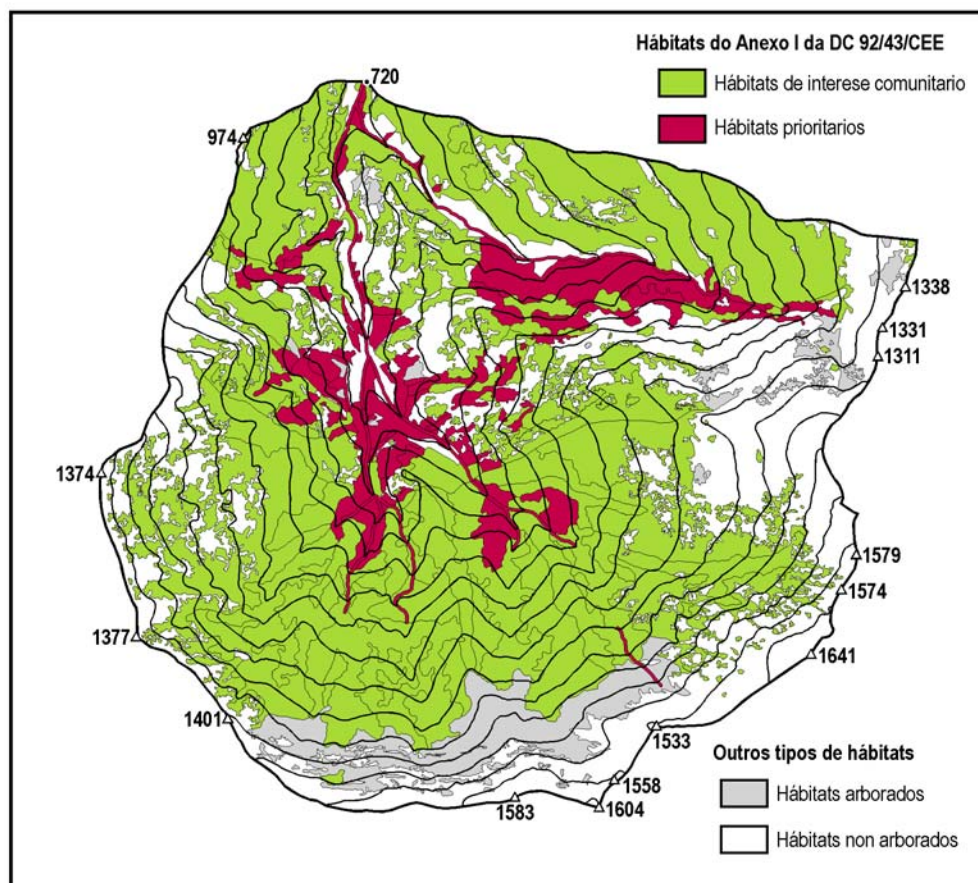 Hábitats do Anexo I da DC 92/43/CEE
Hábitats de interese comunitario
Hábitats prioritarios
720
974
1338
1331
1311
1374
1579
1574
1377
1641
1401
1533
1558
1583
1604
Outros tipos de hábitats
Hábitats arborados
Hábitats non arborados